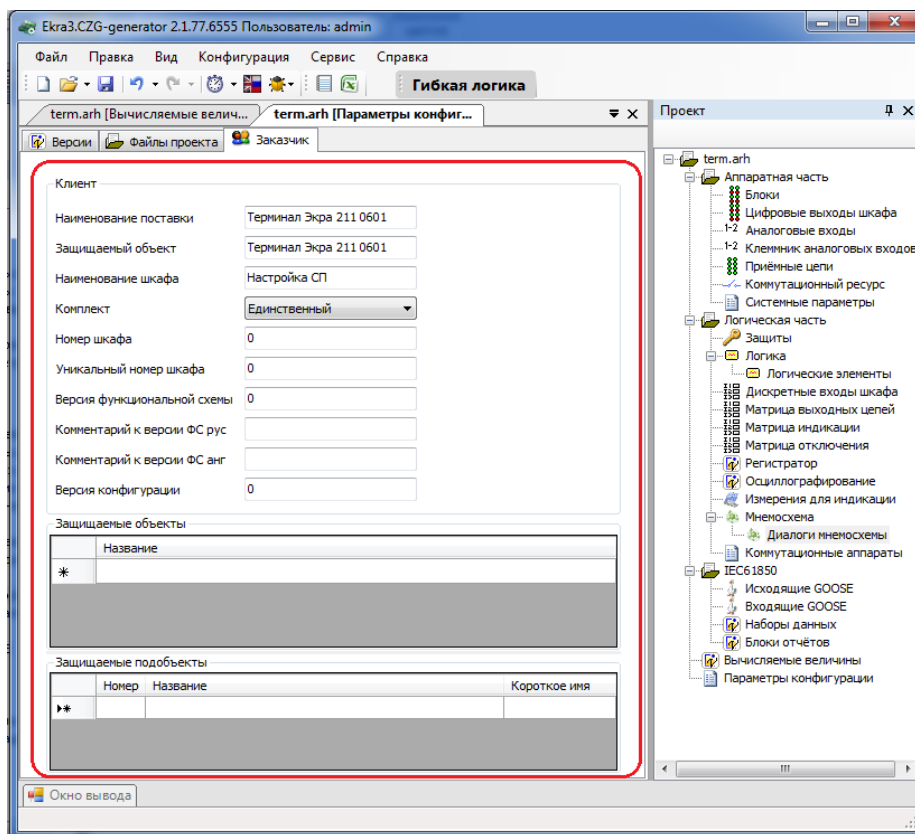 Ekra3.CZG-generator 2.1.77.6555 Пользователь: admin
Файл Правка Вид Конфигурация Сервис Справка
Гибкая логика
term.arh [Вычисляемые велич... term.arh [Параметры конфиг...
Версии Файлы проекта Заказчик
Клиент
Наименование поставки Терминал Экра 211 0601
Защищаемый объект Терминал Экра 211 0601
Наименование шкафа Настройка СП
Комплект Единственный
Номер шкафа 0
Уникальный номер шкафа 0
Версия функциональной схемы 0
Комментарий к версии ФС рус
Комментарий к версии ФС анг
Версия конфигурации 0
Защищаемые объекты
Название
Защищаемые подобъекты
Номер Название Короткое имя
Окно вывода
Проект
term.arh
Аппаратная часть
Блоки
Цифровые выходы шкафа
1-2 Аналоговые входы
1-2 Клеммник аналоговых входов
Приёмные цепи
Коммутационный ресурс
Системные параметры
Логическая часть
Защиты
Логика
Логические элементы
Дискретные входы шкафа
Матрица выходных цепей
Матрица индикации
Матрица отключения
Регистратор
Осциллографирование
Измерения для индикации
Мнемосхема
Диалоги мнемосхемы
Коммутационные аппараты
IEC61850
Исходящие GOOSE
Входящие GOOSE
Наборы данных
Блоки отчётов
Вычисляемые величины
Параметры конфигурации